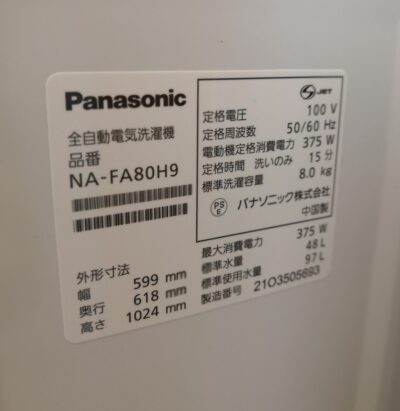 Panasonic
全自動電気洗濯機
品番
NA-FA80H9
外形寸法
幅 599 mm
奥行 618 mm
高さ 1024 mm
JET
定格電圧 100 V
定格周波数 50/60 Hz
電動機定格消費電力 375 W
定格時間 洗いのみ 15 分
標準洗濯容量 8.0 kg
PS
E
パナソニック株式会社
中国製
最大消費電力 375 W
標準水量 48 L
標準使用水量 97 L
製造番号 21O3505693